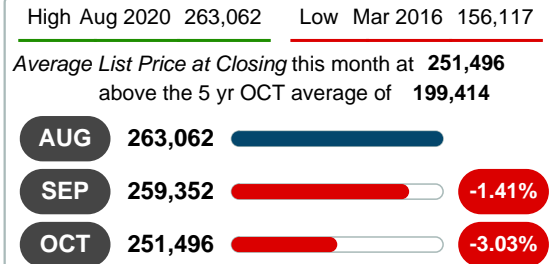 High Aug 2020 263,062 Low Mar 2016 156,117
Average List Price at Closing this month at 251,496
above the 5 yr OCT average of 199,414
AUG 263,062
SEP 259,352 -1.41%
OCT 251,496 -3.03%